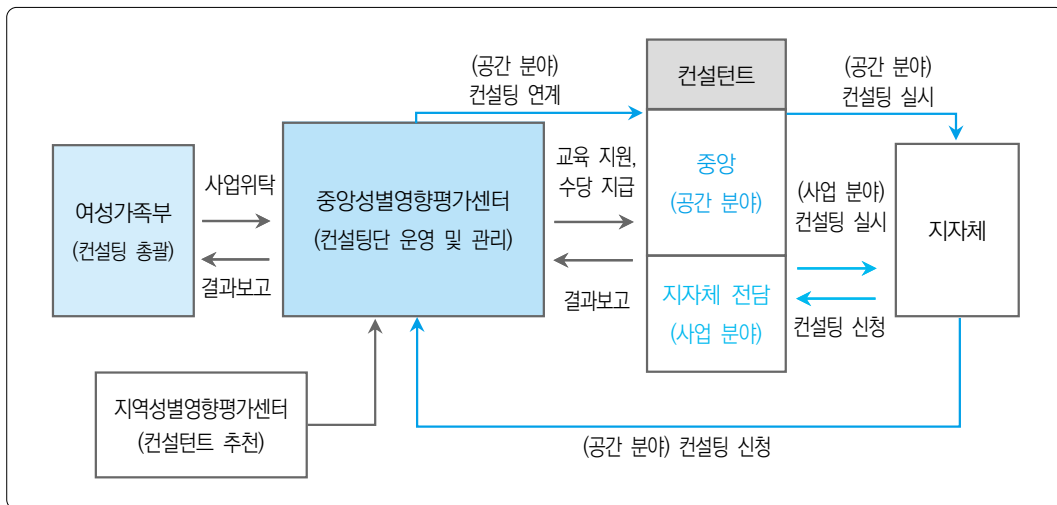 (공간 분야)
컨설팅 연계
컨설턴트
(공간 분야)
컨설팅 실시
여성가족부
(컨설팅 총괄)
사업위탁
결과보고
중앙성별영향평가센터
(컨설팅단 운영 및 관리)
교육 지원,
수당 지급
결과보고
중앙
(공간 분야)
지자체 전담
(사업 분야)
(사업 분야)
컨설팅 실시
컨설팅 신청
지자체
지역성별영향평가센터
(컨설턴트 추천)
(공간 분야) 컨설팅 신청